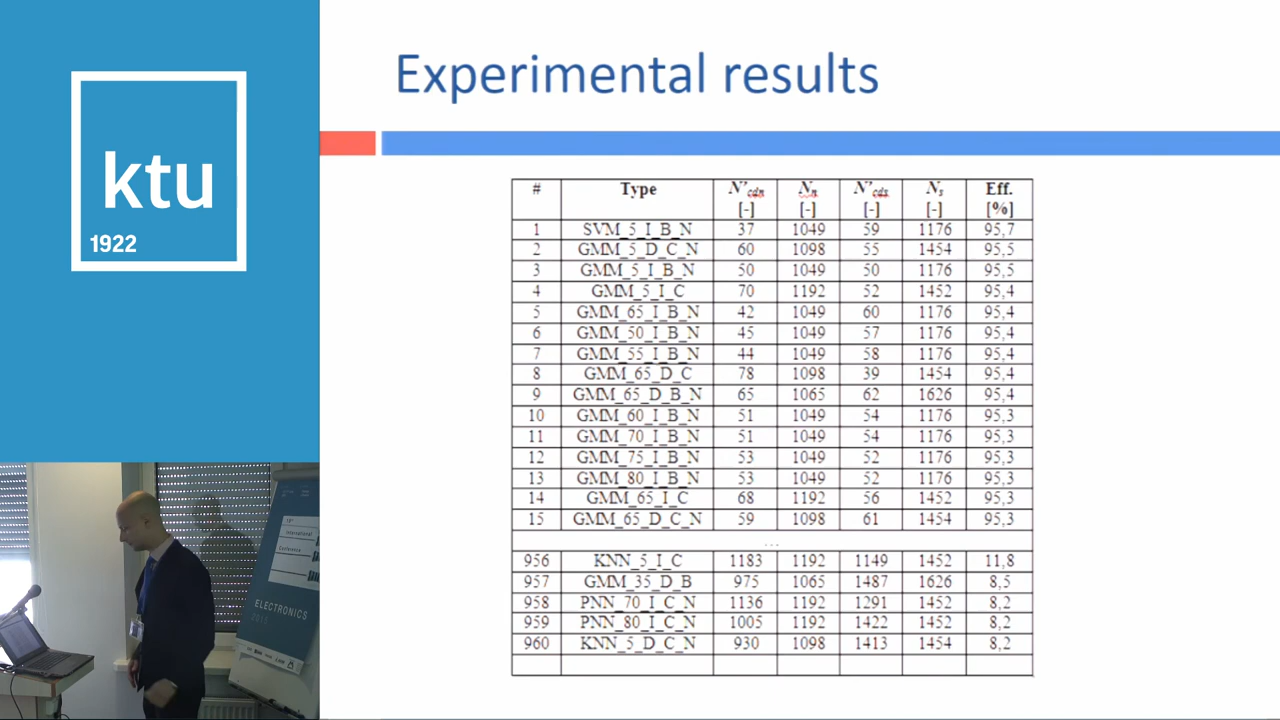 ktu
1922
Experimental results
# Type N'cdn [-] Nn [-] N'cds [-] Ns [-] Eff. [%]
1 SVM_5_I_B_N 37 1049 59 1176 95,7
2 GMM_5_D_C_N 60 1098 55 1454 95,5
3 GMM_5_I_B_N 50 1049 50 1176 95,5
4 GMM_5_I_C 70 1192 52 1452 95,4
5 GMM_65_I_B_N 42 1049 60 1176 95,4
6 GMM_50_I_B_N 45 1049 57 1176 95,4
7 GMM_55_I_B_N 44 1049 58 1176 95,4
8 GMM_65_D_C 78 1098 39 1454 95,4
9 GMM_65_D_B_N 65 1065 62 1626 95,4
10 GMM_60_I_B_N 51 1049 54 1176 95,3
11 GMM_70_I_B_N 51 1049 54 1176 95,3
12 GMM_75_I_B_N 53 1049 52 1176 95,3
13 GMM_80_I_B_N 53 1049 52 1176 95,3
14 GMM_65_I_C 68 1192 56 1452 95,3
15 GMM_65_D_C_N 59 1098 61 1454 95,3
...
956 KNN_5_I_C 1183 1192 1149 1452 11,8
957 GMM_35_D_B 975 1065 1487 1626 8,5
958 PNN_70_I_C_N 1136 1192 1291 1452 8,2
959 PNN_80_I_C_N 1005 1192 1422 1452 8,2
960 KNN_5_D_C_N 930 1098 1413 1454 8,2
International
Conference
ELECTRONICS